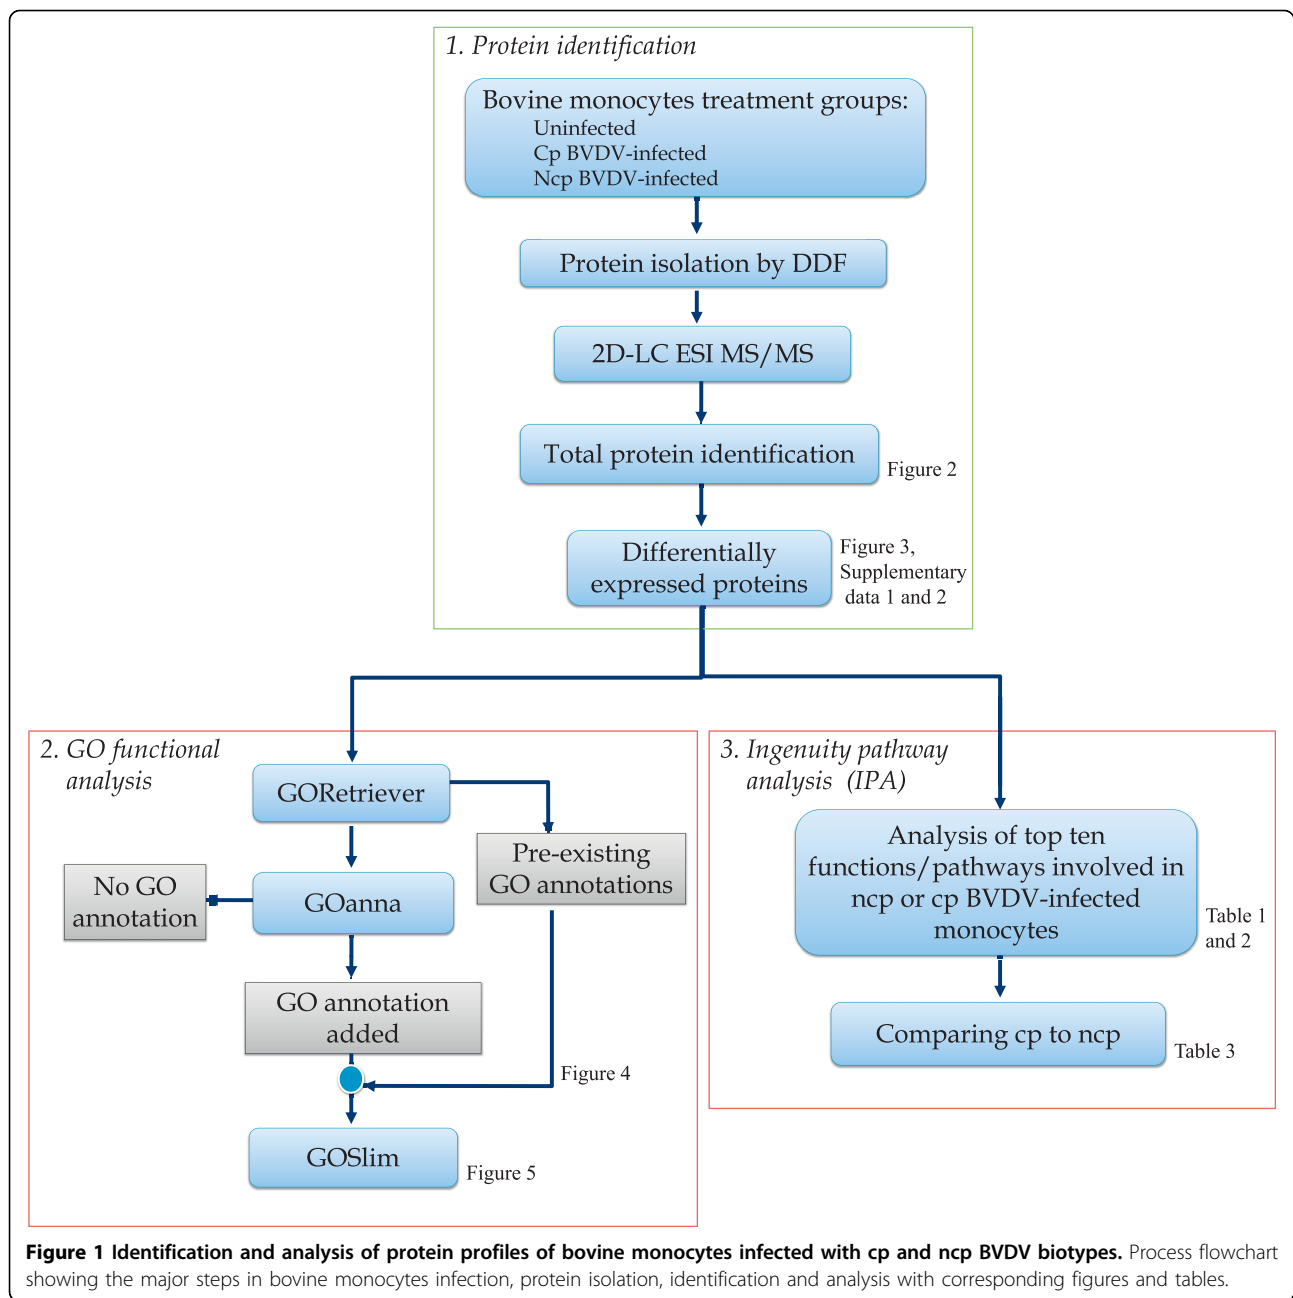 1. Protein identification
Bovine monocytes treatment groups:
Uninfected
Cp BVDV-infected
Ncp BVDV-infected
Protein isolation by DDF
2D-LC ESI MS/MS
Total protein identification
Figure 2
Differentially
expressed proteins
Figure 3,
Supplementary
data 1 and 2
2. GO functional
analysis
GORetriever
Pre-existing
GO annotations
No GO
annotation
GOanna
GO annotation
added
Figure 4
GOSlim
Figure 5
3. Ingenuity pathway
analysis (IPA)
Analysis of top ten
functions/pathways involved in
ncp or cp BVDV-infected
monocytes
Table 1
and 2
Comparing cp to ncp
Table 3
Figure 1 Identification and analysis of protein profiles of bovine monocytes infected with cp and ncp BVDV biotypes. Process flowchart
showing the major steps in bovine monocytes infection, protein isolation, identification and analysis with corresponding figures and tables.